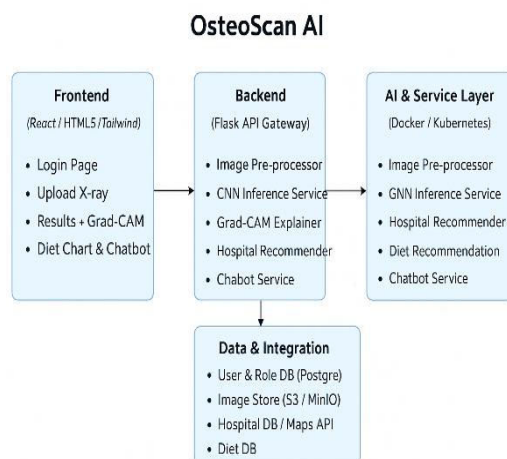 OsteoScan AI
Frontend
(React / HTML5 / Tailwind)
• Login Page
• Upload X-ray
• Results + Grad-CAM
• Diet Chart & Chatbot
Backend
(Flask API Gateway)
• Image Pre-processor
• CNN Inference Service
• Grad-CAM Explainer
• Hospital Recommender
• Chabot Service
AI & Service Layer
(Docker / Kubernetes)
• Image Pre-processor
• GNN Inference Service
• Hospital Recommender
• Diet Recommendation
• Chatbot Service
Data & Integration
• User & Role DB (Postgre)
• Image Store (S3 / MinIO)
• Hospital DB / Maps API
• Diet DB